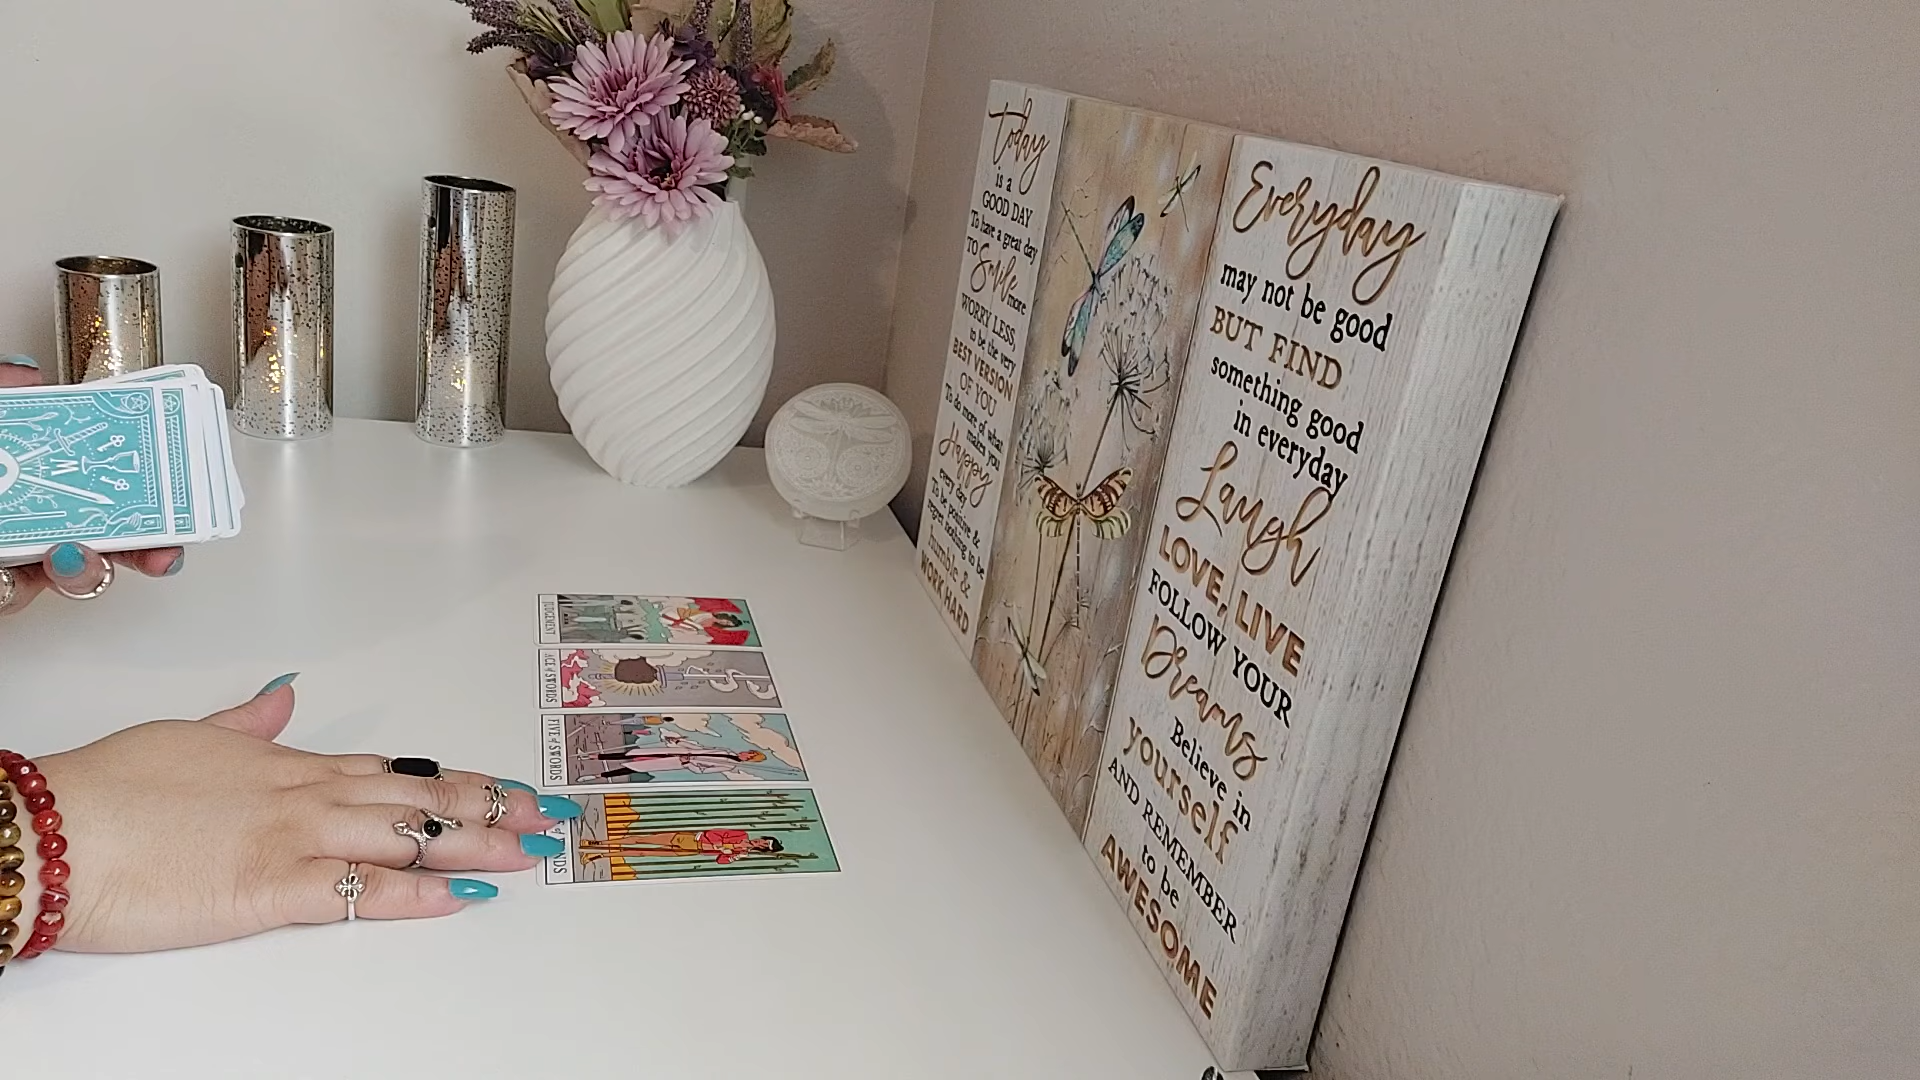 Today
is a
GOOD DAY
To have a great day
TO Smile more
WORRY LESS,
to be the very
BEST VERSION
OF YOU
To do more of what
makes you
Happy
every day
To be positive &
regret nothing to be
humble &
WORK HARD
Everyday
may not be good
BUT FIND
something good
in everyday
Laugh
LOVE, LIVE
FOLLOW YOUR
Dreams
Believe in
yourself
AND REMEMBER
to be
AWESOME
W
JUDGEMENT
ACE of SWORDS
FIVE of SWORDS
of WANDS